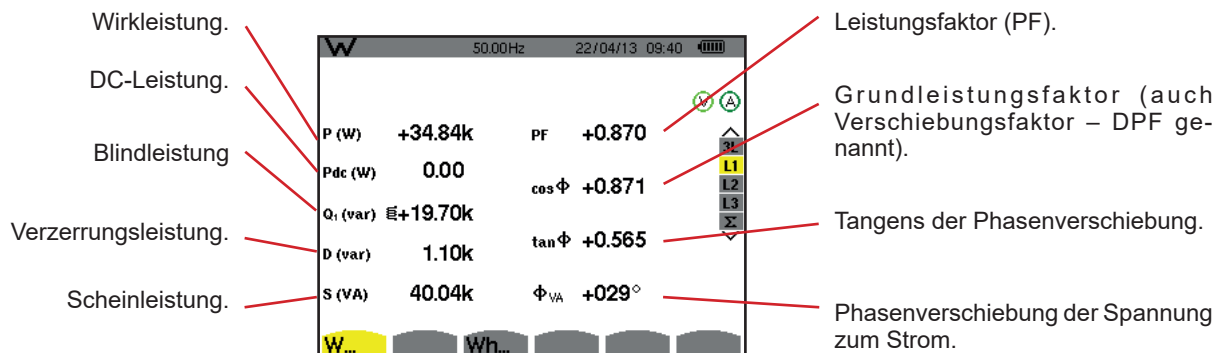 Wirkleistung.
DC-Leistung.
Blindleistung
Verzerrungsleistung.
Scheinleistung.
W 50.00Hz 22/04/13 09:40
V A
P (W) +34.84k PF +0.870
Pdc (W) 0.00
cosΦ +0.871
Q₁ (var) +19.70k
tanΦ +0.565
D (var) 1.10k
S (VA) 40.04k ΦVA +029°
3L
L1
L2
L3
Σ
W... Wh...
Leistungsfaktor (PF).
Grundleistungsfaktor (auch
Verschiebungsfaktor – DPF ge-
nannt).
Tangens der Phasenverschiebung.
Phasenverschiebung der Spannung
zum Strom.